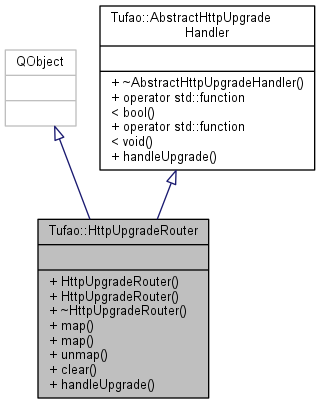 QObject
Tufao::AbstractHttpUpgrade
Handler
+ ~AbstractHttpUpgradeHandler()
+ operator std::function
< bool()
+ operator std::function
< void()
+ handleUpgrade()
Tufao::HttpUpgradeRouter
+ HttpUpgradeRouter()
+ HttpUpgradeRouter()
+ ~HttpUpgradeRouter()
+ map()
+ map()
+ unmap()
+ clear()
+ handleUpgrade()